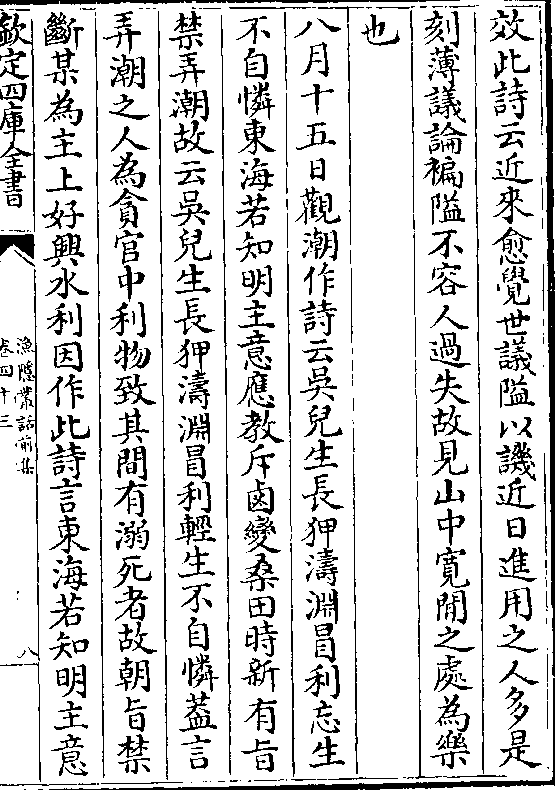 效此詩云近來愈覺世議隘以譏近日進用之人多是
刻薄議論褊隘不容人過失故見山中寛閒之處為樂
也
八月十五日觀潮作詩云吳兒生長狎濤淵冒利忘生
不自憐東海若知明主意應教斥鹵變桑田時新有旨
禁弄潮故云吳兒生長狎濤淵冒利輕生不自憐葢言
弄潮之人為貪官中利物致其間有溺死者故朝旨禁
斷某為主上好興水利因作此詩言東海若知明主意
欽定四庫全書
漁隱叢話前集
卷四十三
八